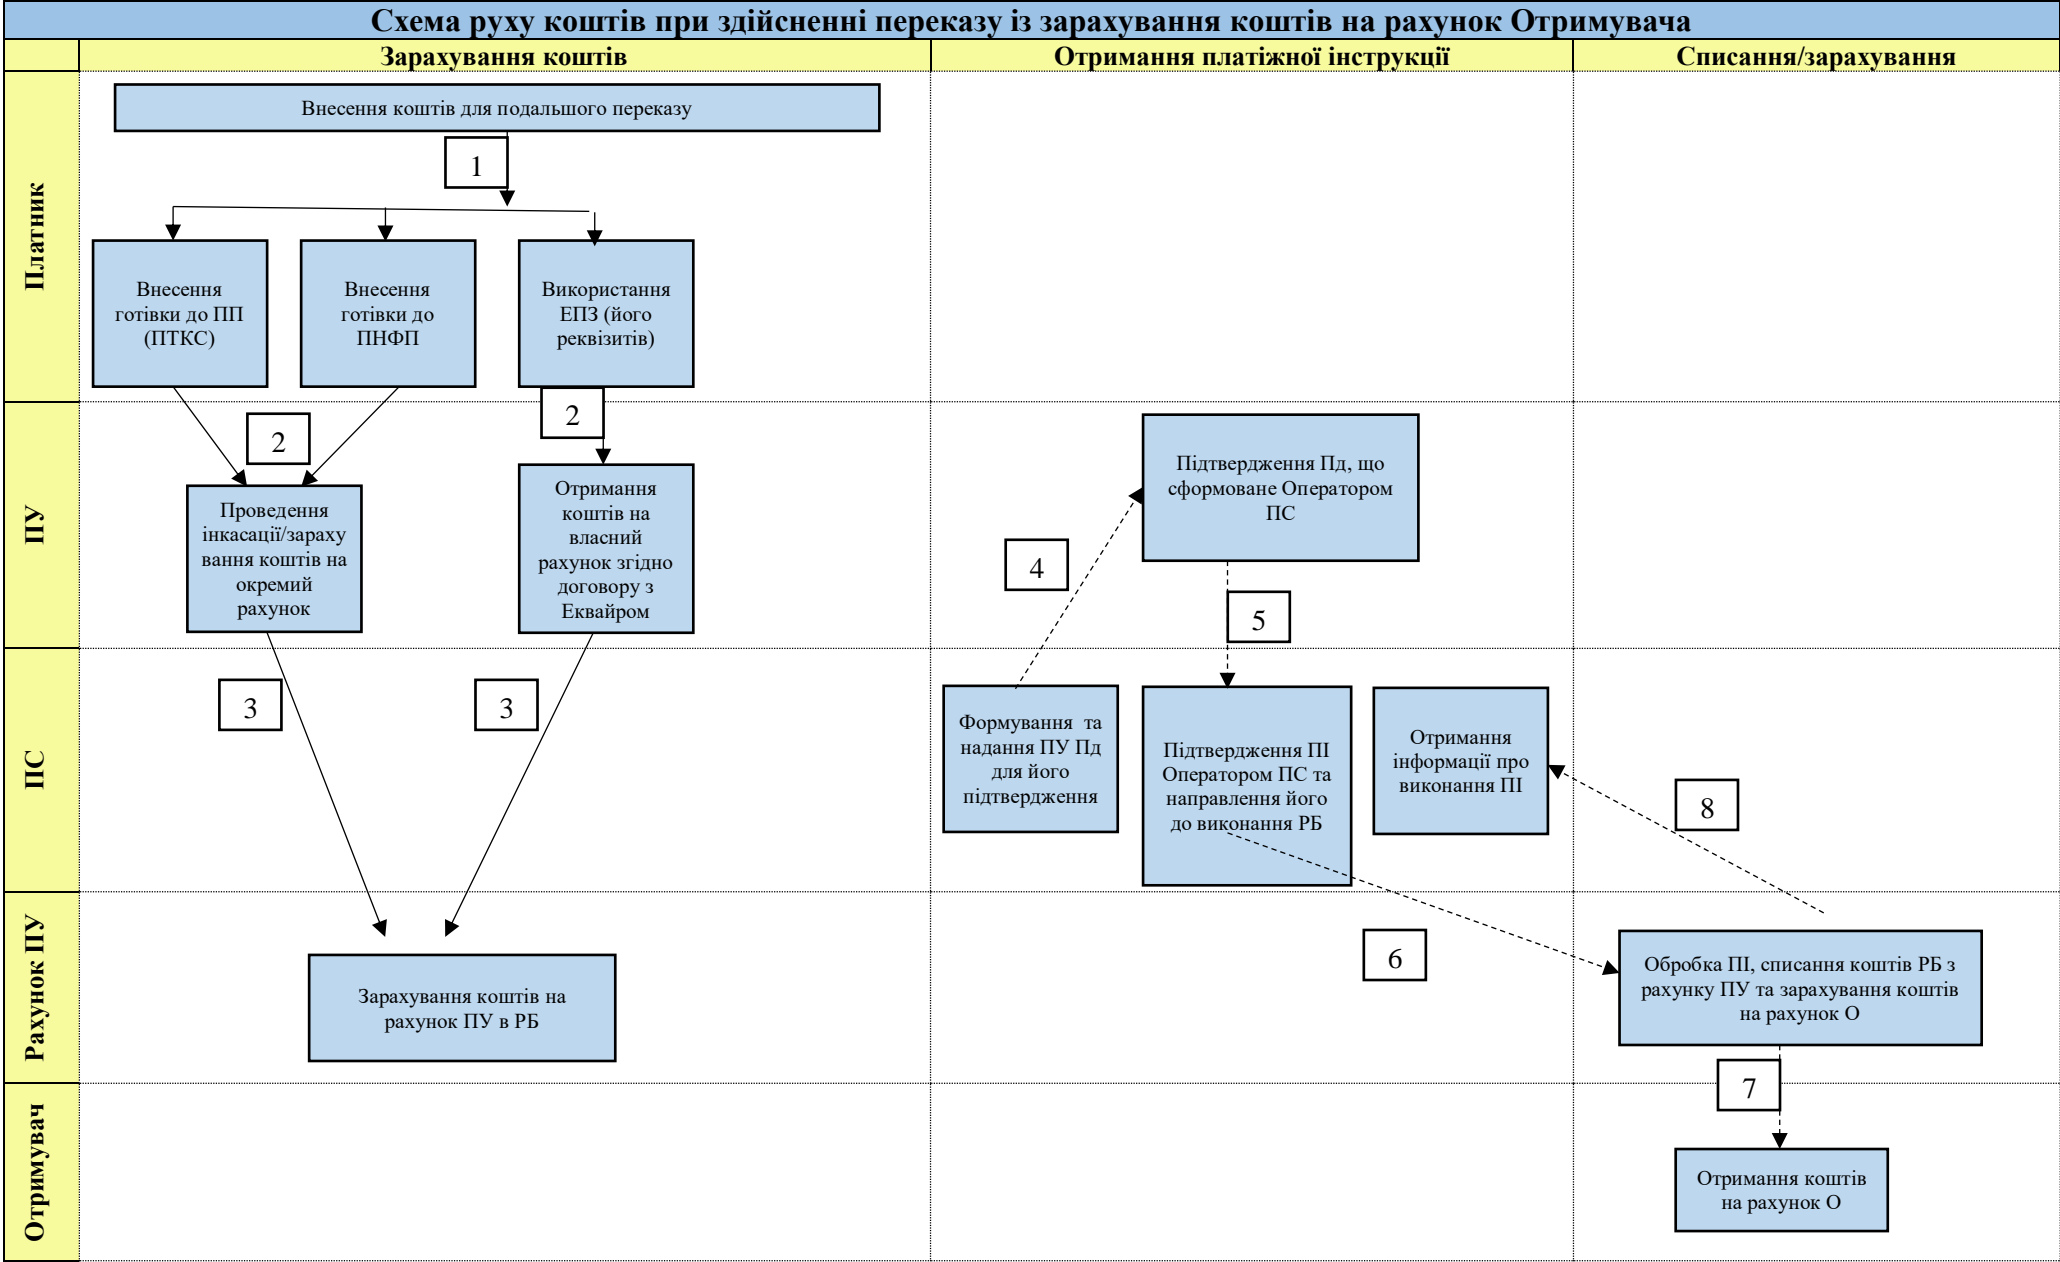 Схема руху коштів при здійсненні переказу із зарахування коштів на рахунок Отримувача
Зарахування коштів
Отримання платіжної інструкції
Списання/зарахування
Платник
Внесення коштів для подальшого переказу
1
Внесення
готівки до ПП
(ПТКС)
Внесення
готівки до
ПНФП
Використання
ЕПЗ (його
реквізитів)
ПУ
2
2
Проведення
інкасації/зараху
вання коштів на
окремий
рахунок
Отримання
коштів на
власний
рахунок згідно
договору з
Еквайром
Підтвердження Пд, що
сформоване Оператором
ПС
4
5
ПС
3
3
Формування та
надання ПУ Пд
для його
підтвердження
Підтвердження ПІ
Оператором ПС та
направлення його
до виконання РБ
Отримання
інформації про
виконання ПІ
8
Рахунок ПУ
Зарахування коштів на
рахунок ПУ в РБ
6
Обробка ПІ, списання коштів РБ з
рахунку ПУ та зарахування коштів
на рахунок О
7
Отримувач
Отримання коштів
на рахунок О